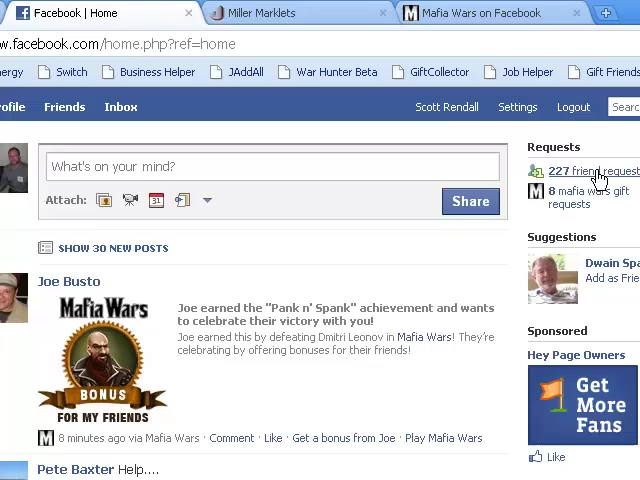 Facebook | Home
Miller Marklets
Mafia Wars on Facebook
w.facebook.com/home.php?ref=home
nergy
Switch
Business Helper
JAddAll
War Hunter Beta
GiftCollector
Job Helper
Gift Friends
rofile Friends Inbox
Scott Rendall Settings Logout Searc
What's on your mind?
Attach:
31
Share
SHOW 30 NEW POSTS
Joe Busto
Mafia Wars
BONUS
FOR MY FRIENDS
Joe earned the "Pank n' Spank" achievement and wants
to celebrate their victory with you!
Joe earned this by defeating Dmitri Leonov in Mafia Wars! They're
celebrating by offering bonuses for their friends!
8 minutes ago via Mafia Wars · Comment · Like · Get a bonus from Joe · Play Mafia Wars
Pete Baxter Help....
Requests
227 friend request
8 mafia wars gift
requests
Suggestions
Dwain Spa
Add as Frie
Sponsored
Hey Page Owners
Get
More
Fans
Like